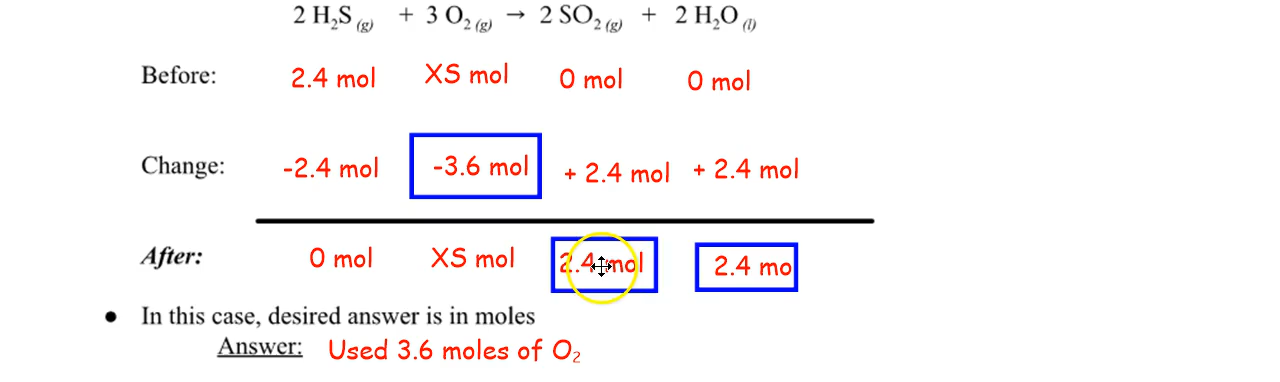 2 H₂S (g) + 3 O₂ (g) → 2 SO₂ (g) + 2 H₂O (l)
Before: 2.4 mol XS mol 0 mol 0 mol
Change: -2.4 mol -3.6 mol + 2.4 mol + 2.4 mol
After: 0 mol XS mol 2.4 mol 2.4 mo
● In this case, desired answer is in moles
Answer: Used 3.6 moles of O₂